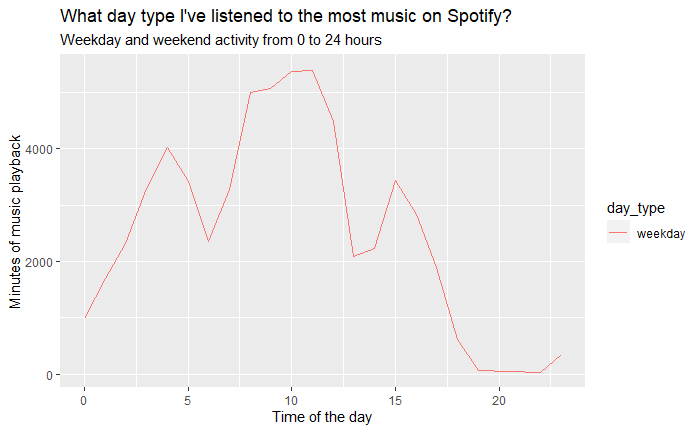 What day type I've listened to the most music on Spotify?
Weekday and weekend activity from 0 to 24 hours
Minutes of music playback
4000
2000
0
0 5 10 15 20
Time of the day
day_type
weekday